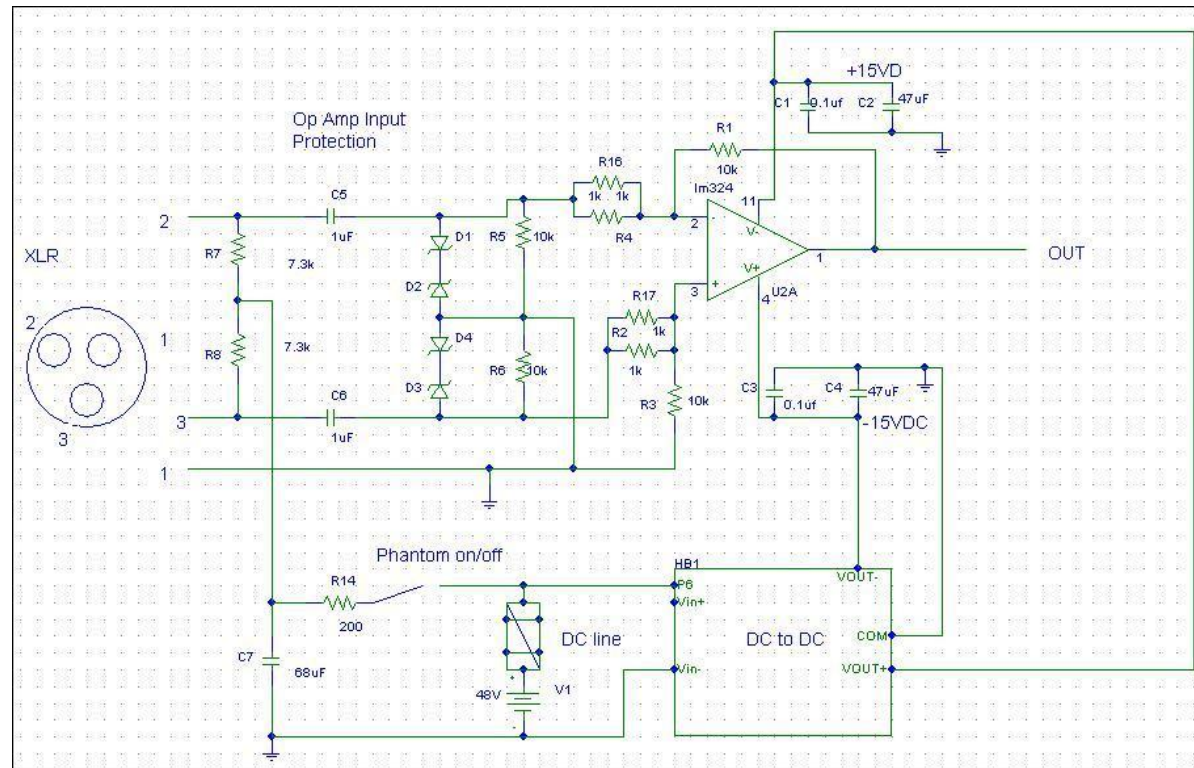 +15VD
C1
0.1uf
C2
47uF
Op Amp Input
Protection
R1
10k
R16
1k
1k
R4
lm324
11
V-
2
-
C5
1uF
2
D1
R5
10k
XLR
R7
7.3k
V+
1
OUT
D2
3
+
4
U2A
R17
2
1
R2
1k
D4
R8
7.3k
R6
10k
1k
D3
C3
0.1uf
C4
47uF
C6
R3
10k
-15VDC
3
3
1uF
1
Phantom on/off
HB1
VOUT-
R14
P6
Vin+
200
DC line
DC to DC
COM
C7
68uF
Vin-
VOUT+
+
48V
V1
-